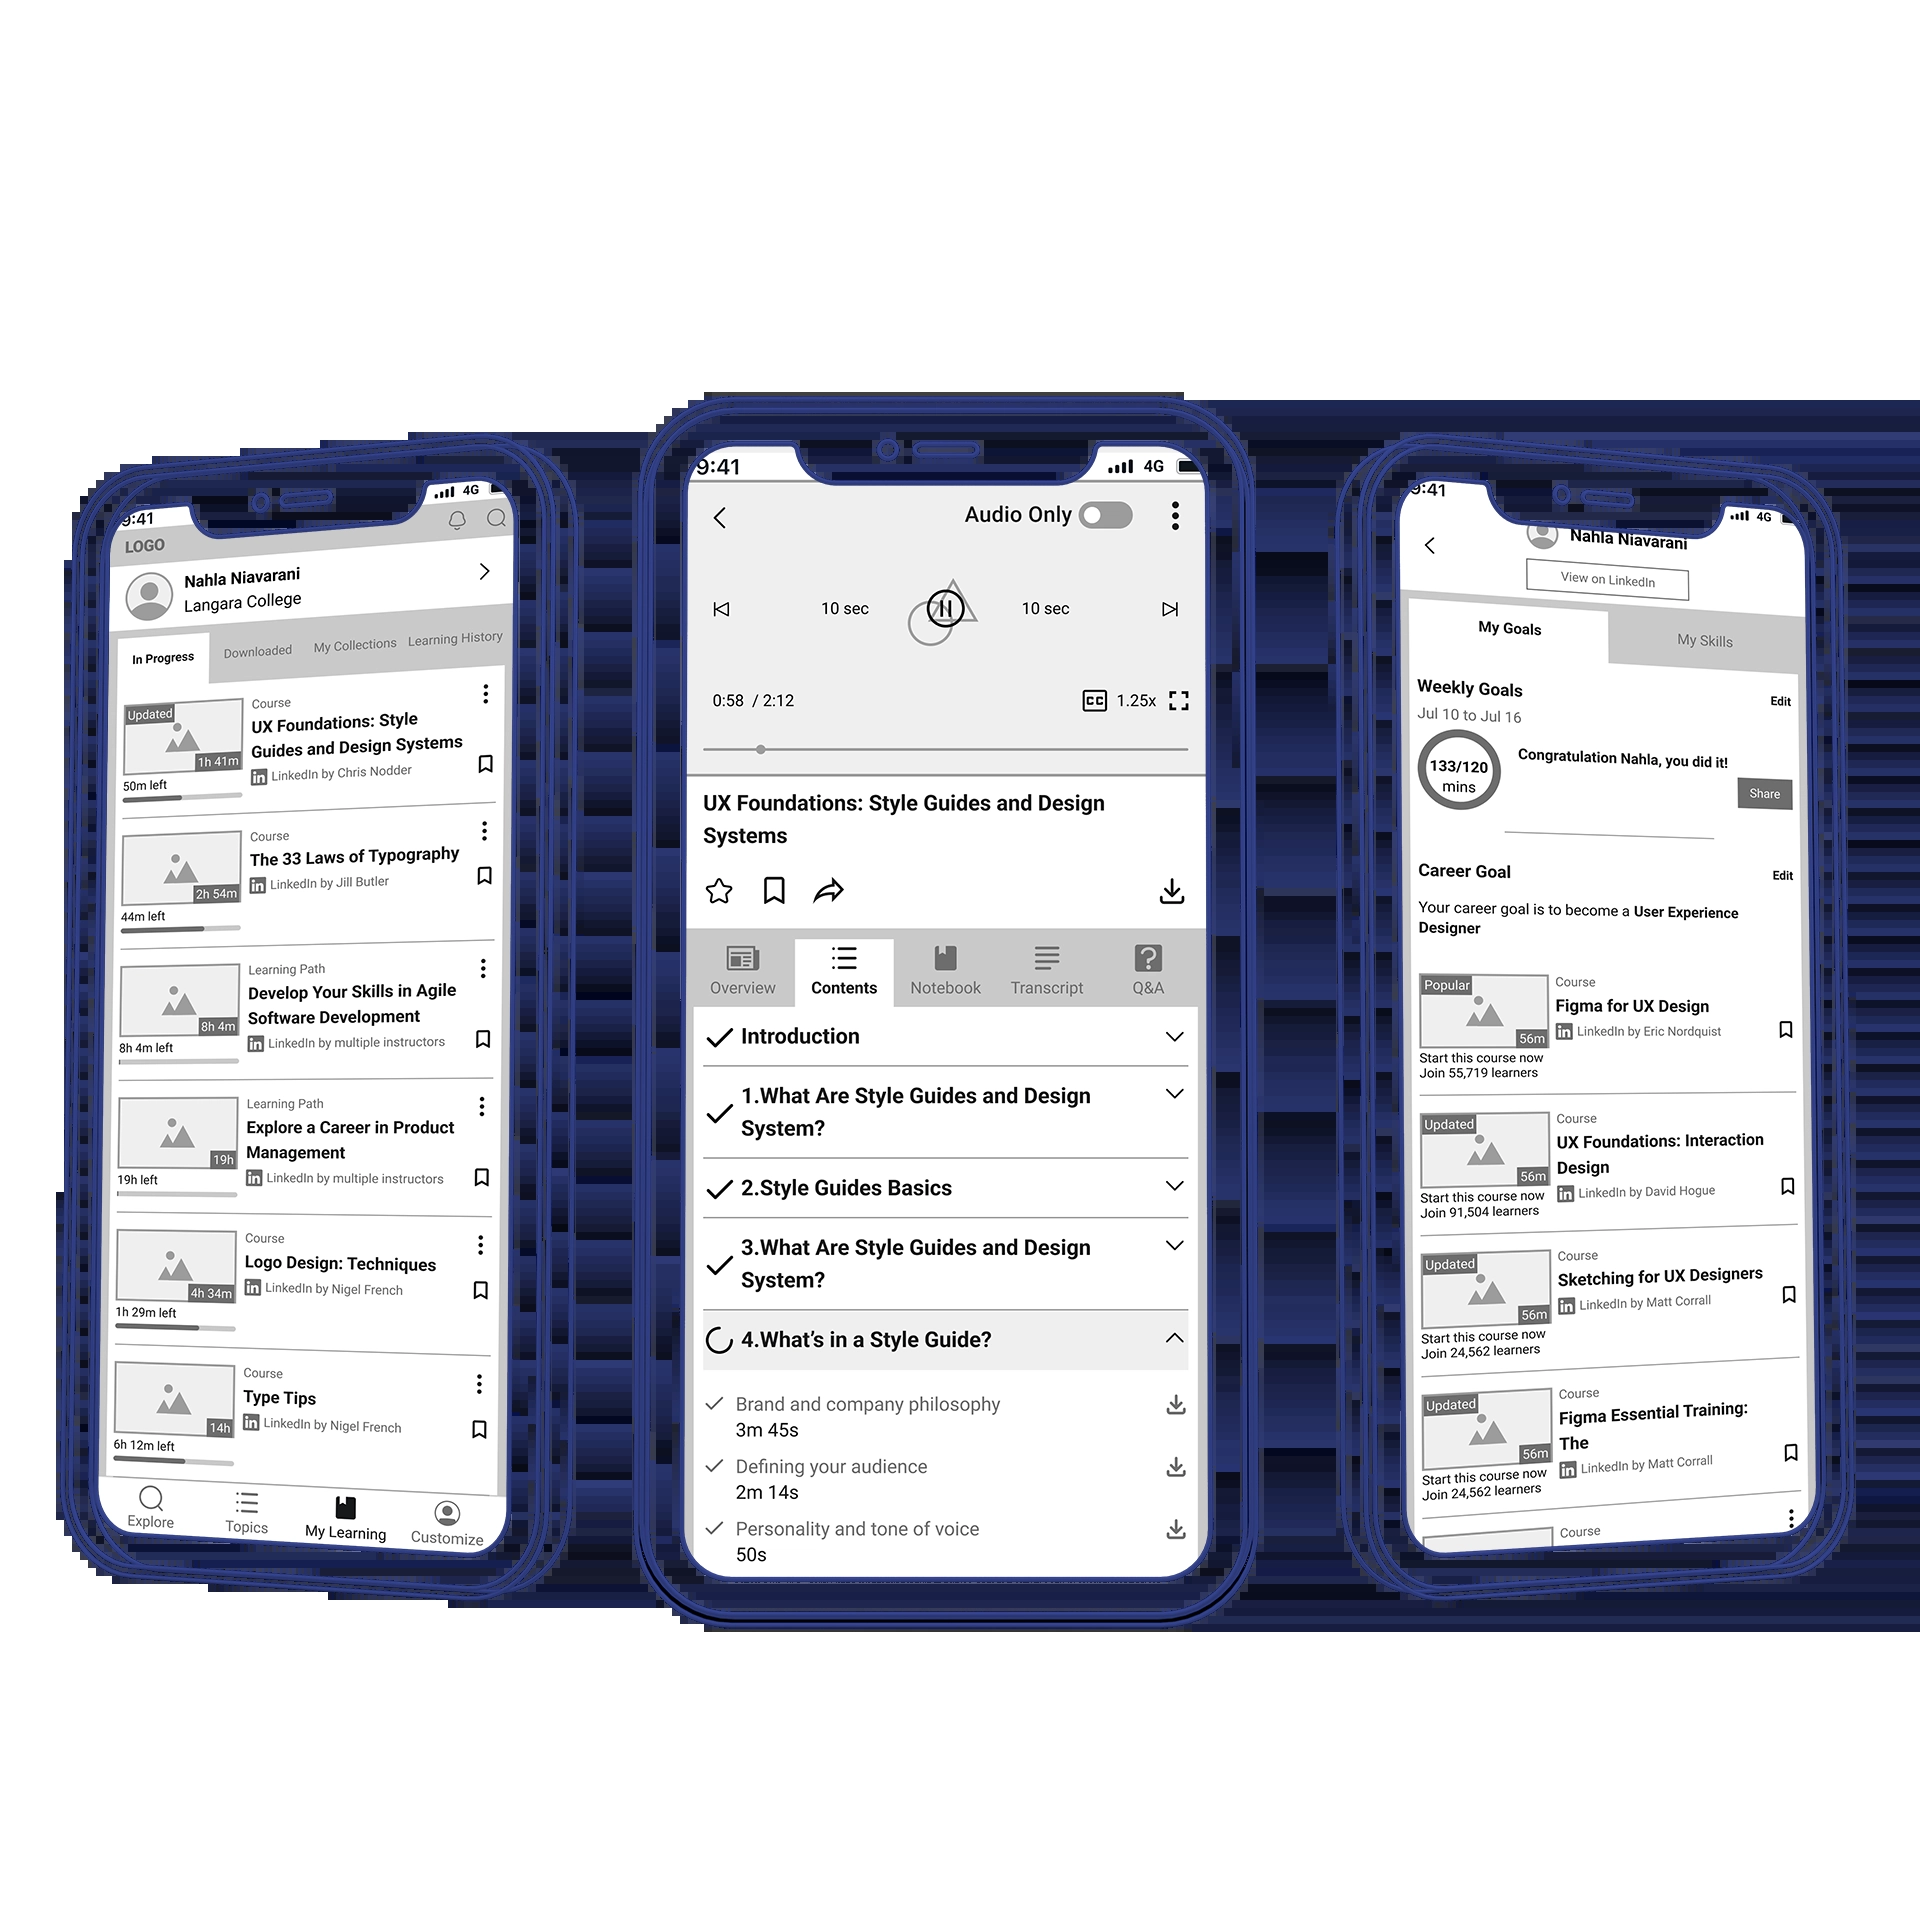 9:41
4G
LOGO
Nahla Niavarani
Langara College
In Progress
Downloaded
My Collections
Learning History
Updated
1h 41m
50m left
Course
UX Foundations: Style
Guides and Design Systems
in LinkedIn by Chris Nodder
2h 54m
44m left
Course
The 33 Laws of Typography
in LinkedIn by Jill Butler
8h 4m
8h 4m left
Learning Path
Develop Your Skills in Agile
Software Development
in LinkedIn by multiple instructors
19h
19h left
Learning Path
Explore a Career in Product
Management
in LinkedIn by multiple instructors
4h 34m
1h 29m left
Course
Logo Design: Techniques
in LinkedIn by Nigel French
14h
6h 12m left
Course
Type Tips
in LinkedIn by Nigel French
Explore
Topics
My Learning
Customize
9:41
4G
Audio Only
10 sec
10 sec
0:58 / 2:12
CC
1.25x
UX Foundations: Style Guides and Design
Systems
Overview
Contents
Notebook
Transcript
?
Q&A
Introduction
1.What Are Style Guides and Design
System?
2.Style Guides Basics
3.What Are Style Guides and Design
System?
4.What's in a Style Guide?
Brand and company philosophy
3m 45s
Defining your audience
2m 14s
Personality and tone of voice
50s
9:41
4G
Nahla Niavarani
View on LinkedIn
My Goals
My Skills
Weekly Goals
Edit
Jul 10 to Jul 16
133/120
mins
Congratulation Nahla, you did it!
Share
Career Goal
Edit
Your career goal is to become a User Experience
Designer
Popular
56m
Start this course now
Join 55,719 learners
Course
Figma for UX Design
in LinkedIn by Eric Nordquist
Updated
56m
Start this course now
Join 91,504 learners
Course
UX Foundations: Interaction
Design
in LinkedIn by David Hogue
Updated
56m
Start this course now
Join 24,562 learners
Course
Sketching for UX Designers
in LinkedIn by Matt Corrall
Updated
56m
Start this course now
Join 24,562 learners
Course
Figma Essential Training:
The
in LinkedIn by Matt Corrall
Course